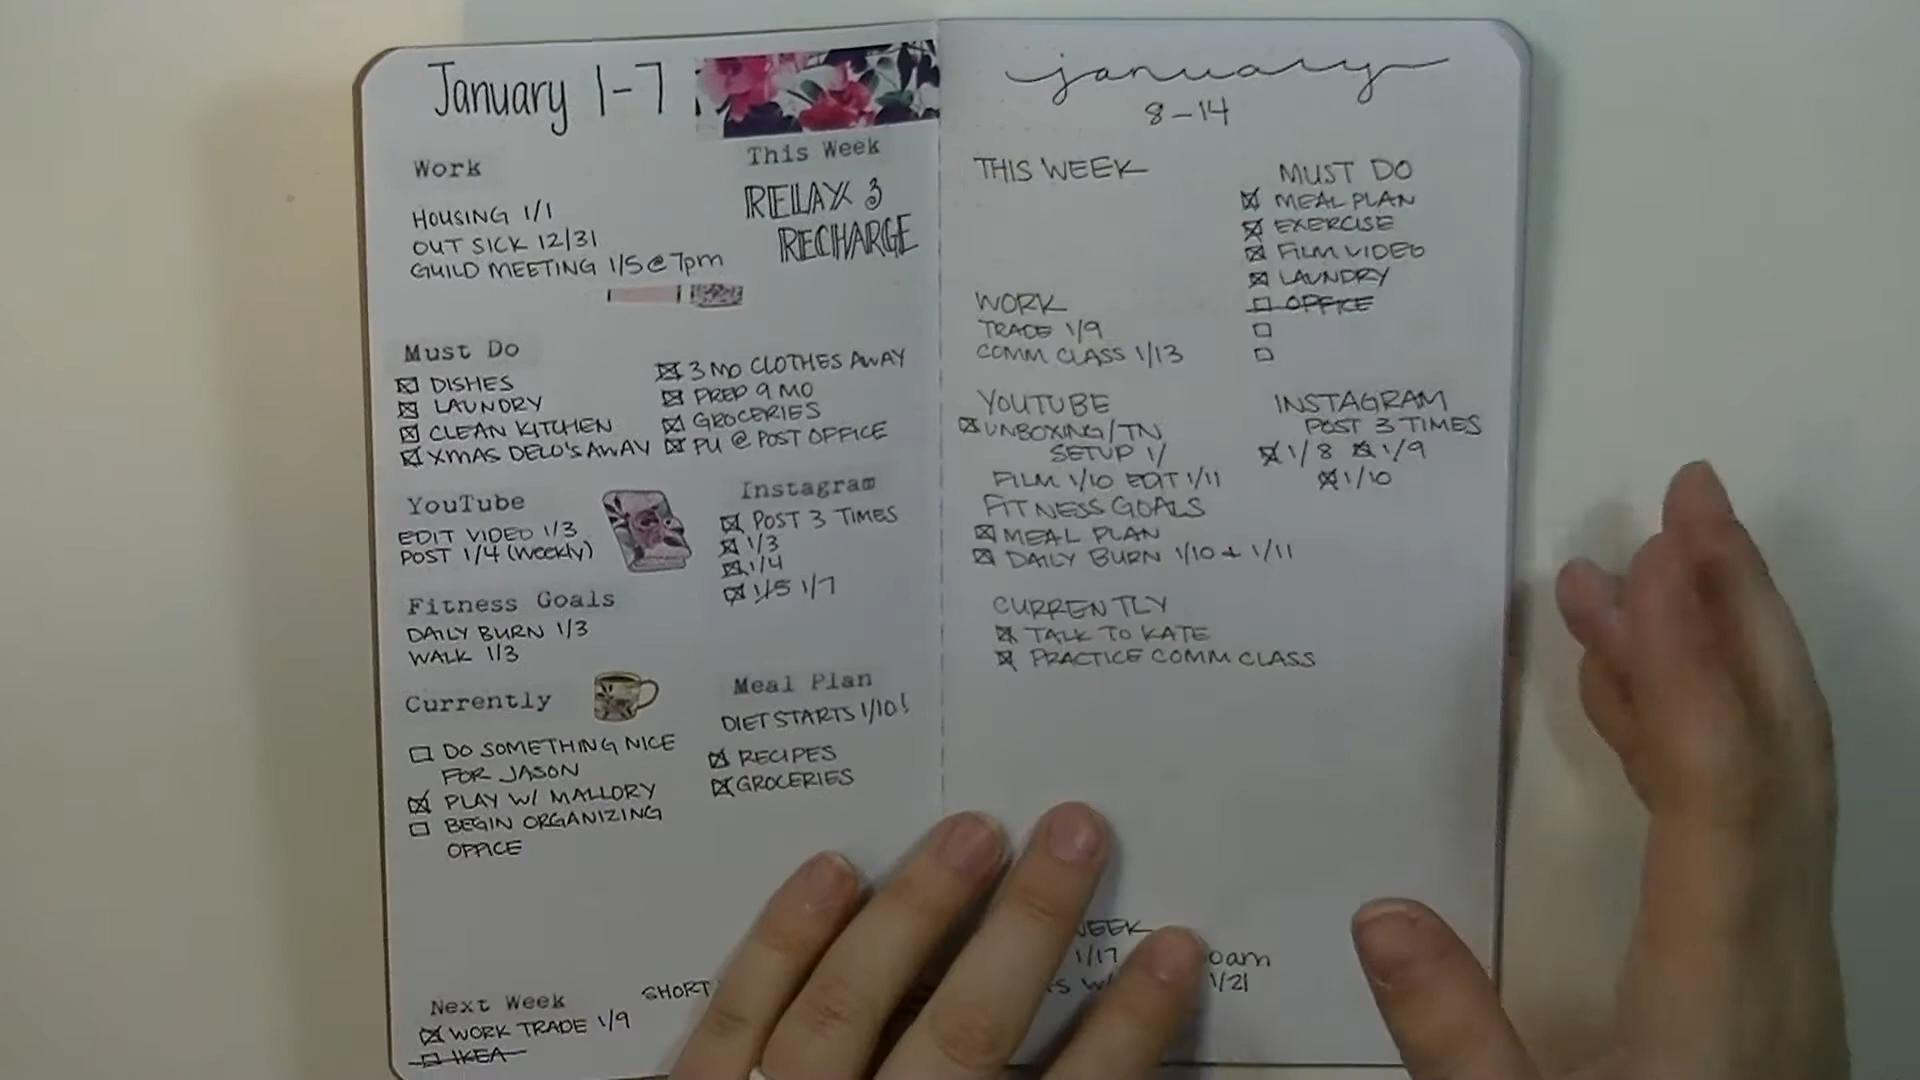 January 1-7
This Week
RELAX &
RECHARGE
Work
HOUSING 1/1
OUT SICK 12/31
GUILD MEETING 1/5 @ 7pm
Must Do
DISHES
LAUNDRY
CLEAN KITCHEN
XMAS DECO'S AWAY
3 MO CLOTHES AWAY
PREP 9 MO
GROCERIES
PU @ POST OFFICE
YouTube
EDIT VIDEO 1/3
POST 1/4 (Weekly)
Instagram
POST 3 TIMES
1/3
1/4
1/5 1/7
Fitness Goals
DAILY BURN 1/3
WALK 1/3
Currently
DO SOMETHING NICE
FOR JASON
PLAY W/ MALLORY
BEGIN ORGANIZING
OFFICE
Meal Plan
DIET STARTS 1/10!
RECIPES
GROCERIES
Next Week
WORK TRADE 1/9
IKEA
SHORT
january
8-14
THIS WEEK
MUST DO
MEAL PLAN
EXERCISE
FILM VIDEO
LAUNDRY
OFFICE
WORK
TRADE 1/9
COMM CLASS 1/13
YOUTUBE
UNBOXING/TN
SETUP 1/
FILM 1/10 EDIT 1/11
INSTAGRAM
POST 3 TIMES
1/8 1/9
1/10
FITNESS GOALS
MEAL PLAN
DAILY BURN 1/10 + 1/11
CURRENTLY
TALK TO KATE
PRACTICE COMM CLASS
WEEK
1/17
1/21